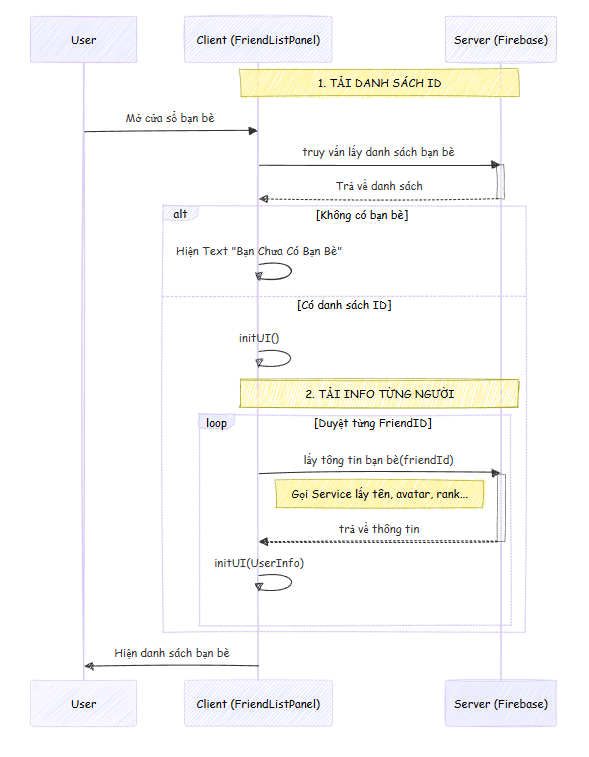 User
Client (FriendListPanel)
Server (Firebase)
1. TẢI DANH SÁCH ID
Mở cửa sổ bạn bè
truy vấn lấy danh sách bạn bè
Trả về danh sách
alt
[Không có bạn bè]
Hiện Text "Bạn Chưa Có Bạn Bè"
[Có danh sách ID]
initUI()
2. TẢI INFO TỪNG NGƯỜI
loop
[Duyệt từng FriendID]
lấy tông tin bạn bè(friendId)
Gọi Service lấy tên, avatar, rank...
trả về thông tin
initUI(UserInfo)
Hiện danh sách bạn bè
User
Client (FriendListPanel)
Server (Firebase)